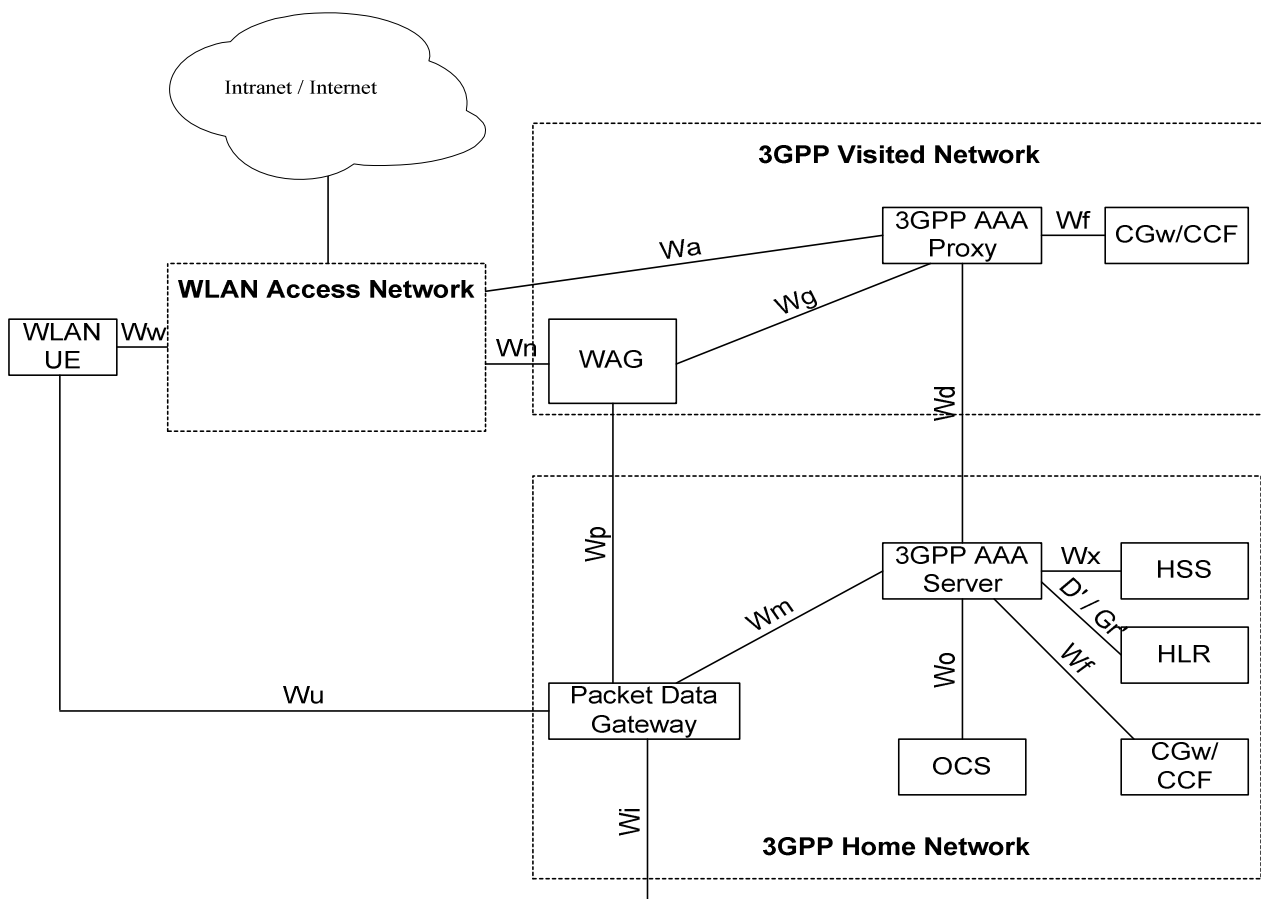 Intranet / Internet
3GPP Visited Network
3GPP AAA
Proxy
Wf
CGw/CCF
Wa
WLAN Access Network
Wg
WLAN
UE
Ww
Wn
WAG
Wd
Wp
3GPP AAA
Server
Wx
HSS
D' / Gr'
Wm
HLR
Wo
Wf
Wu
Packet Data
Gateway
OCS
CGw/
CCF
Wi
3GPP Home Network